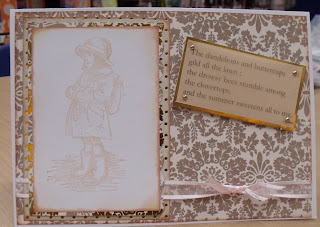 The dandelions and buttercups
gild all the lawn :
the drowsy bees stumble among
the clovertops,
and the summer sweetens all to me